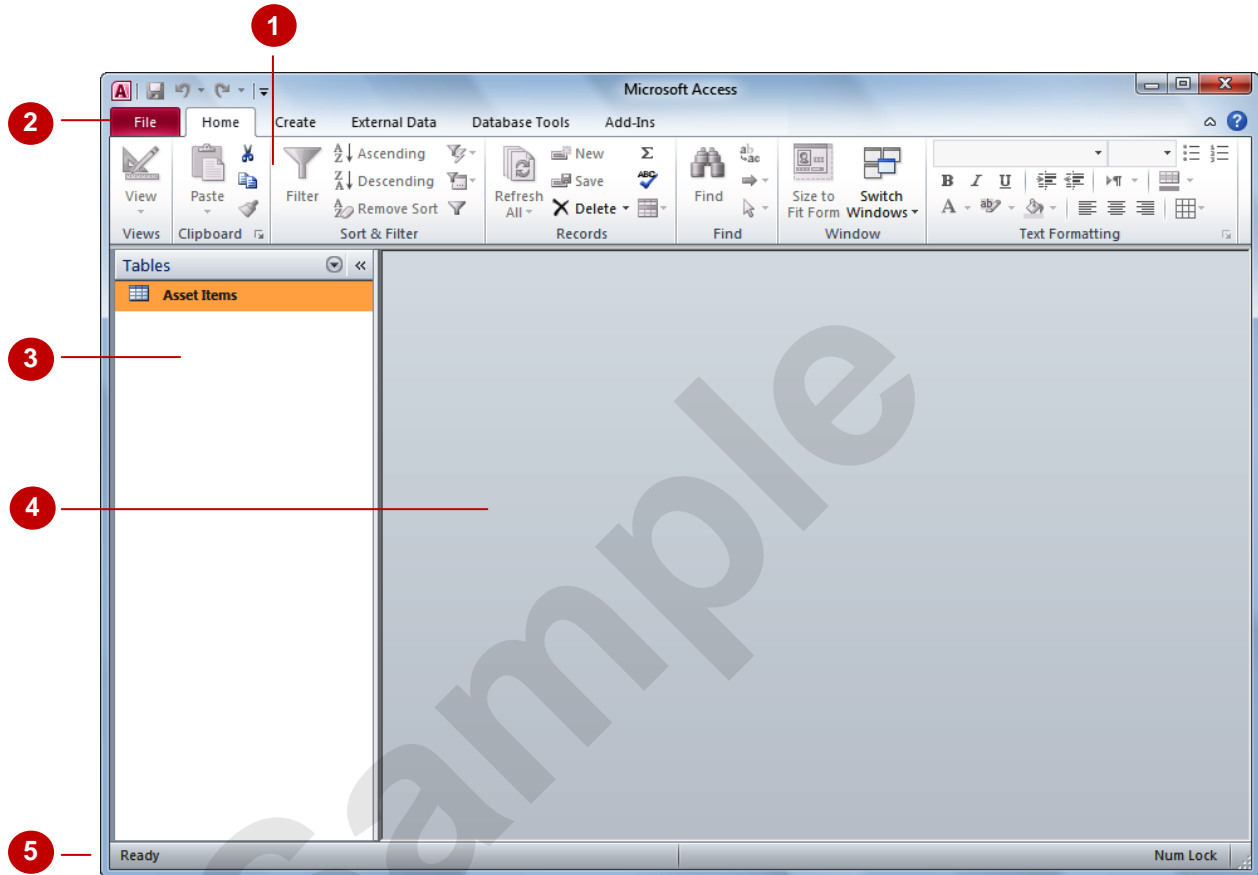 1
Microsoft Access
2
File Home Create External Data Database Tools Add-Ins
View
Paste
Filter
Ascending
Descending
Remove Sort
Refresh All
New
Save
Delete
Find
Size to Fit Form
Switch Windows
B I U
Views Clipboard Sort & Filter Records Find Window Text Formatting
Tables
Asset Items
3
4
5
Ready Num Lock
Sample